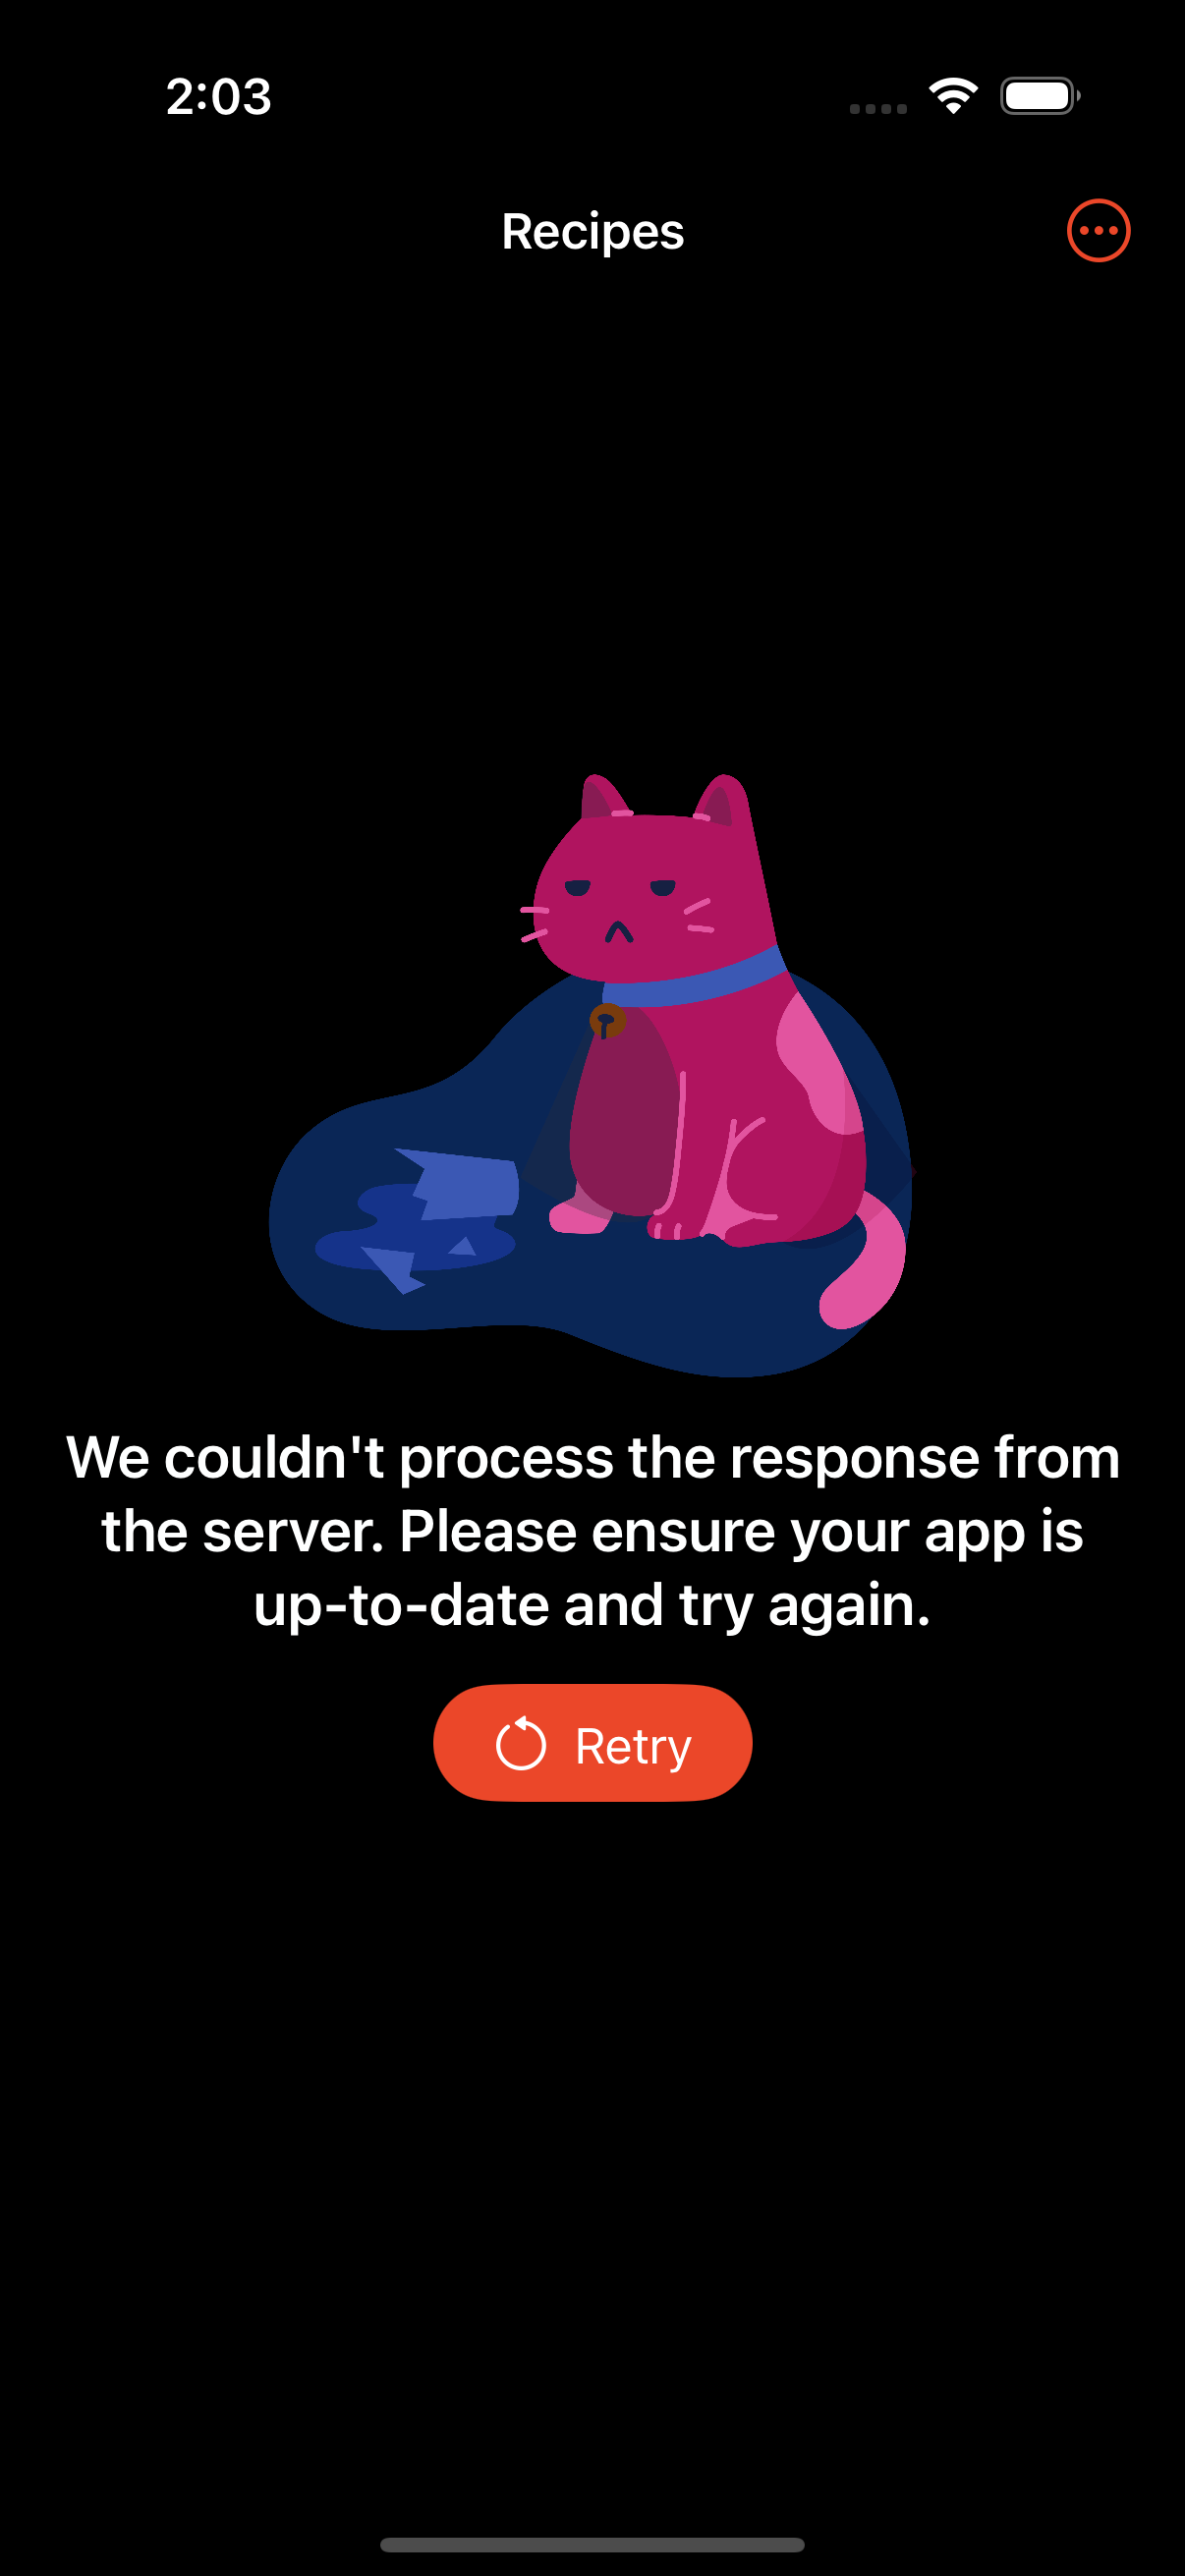 2:03
Recipes
We couldn't process the response from
the server. Please ensure your app is
up-to-date and try again.
Retry